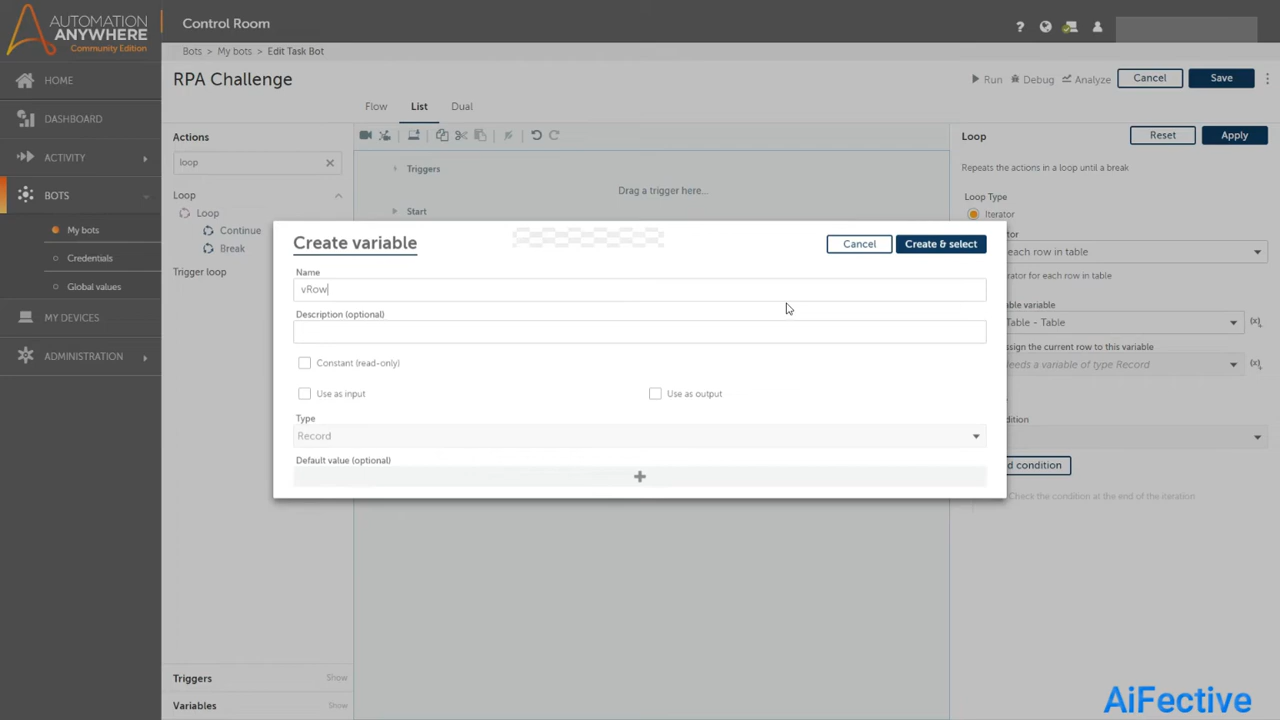 AUTOMATION
ANYWHERE
Community Edition
Control Room
Bots My bots Edit Task Bot
HOME
DASHBOARD
ACTIVITY
BOTS
My bots
Credentials
Global values
MY DEVICES
ADMINISTRATION
RPA Challenge
Run Debug Analyze Cancel Save
Flow List Dual
Actions
loop
Loop
Loop
Continue
Break
Trigger loop
Triggers Show
Variables Show
Triggers
Drag a trigger here...
Start
Loop Reset Apply
Repeats the actions in a loop until a break
Loop Type
Iterator
each row in table
rator for each row in table
able variable
Table - Table
ssign the current row to this variable
eeds a variable of type Record
dition
d condition
Check the condition at the end of the iteration
Create variable
Cancel Create & select
Name
vRow
Description (optional)
Constant (read-only)
Use as input Use as output
Type
Record
Default value (optional)
AiFective